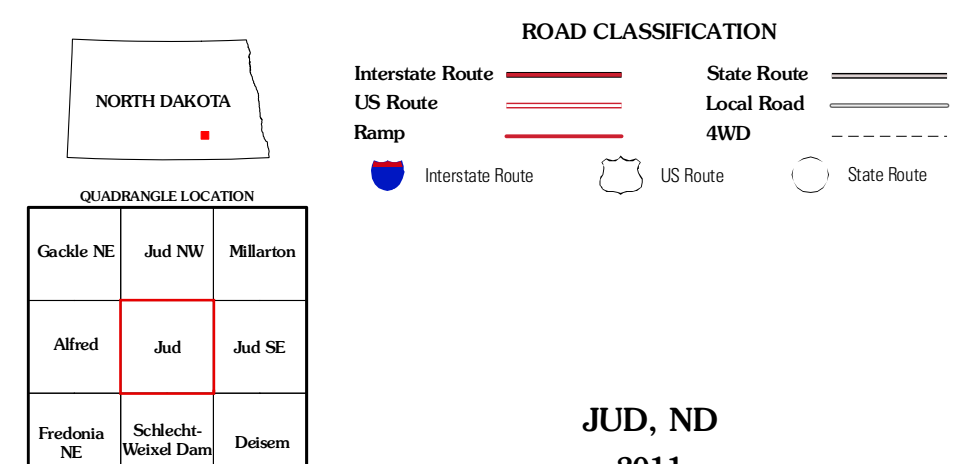 ROAD CLASSIFICATION
Interstate Route
State Route
US Route
Local Road
Ramp
4WD
Interstate Route
US Route
State Route
NORTH DAKOTA
QUADRANGLE LOCATION
Gackle NE
Jud NW
Millarton
Alfred
Jud
Jud SE
Fredonia
NE
Schlecht-
Weixel Dam
Deisem
JUD, ND
2011